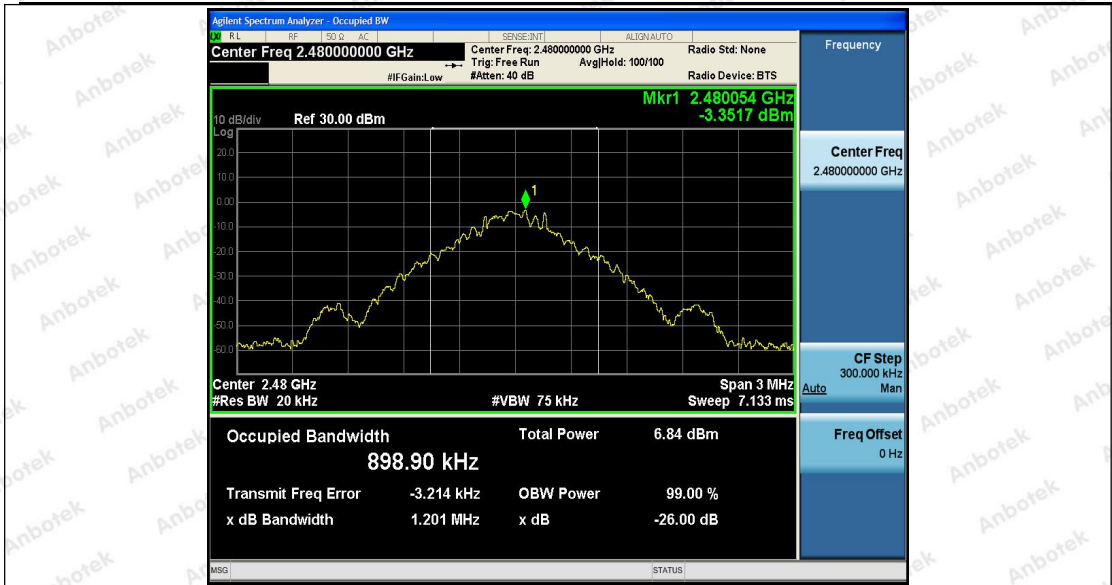 Agilent Spectrum Analyzer - Occupied BW
RL RF 50 Ω AC SENSE:INT ALIGN AUTO
Center Freq 2.480000000 GHz
Center Freq: 2.480000000 GHz Radio Std: None
Trig: Free Run Avg|Hold: 100/100
#IFGain:Low #Atten: 40 dB Radio Device: BTS
Mkr1 2.480054 GHz
-3.3517 dBm
10 dB/div Ref 30.00 dBm
Log
20.0
10.0
0.00
-10.0
-20.0
-30.0
-40.0
-50.0
-60.0
1
Center 2.48 GHz Span 3 MHz
#Res BW 20 kHz #VBW 75 kHz Sweep 7.133 ms
Occupied Bandwidth Total Power 6.84 dBm
898.90 kHz
Transmit Freq Error -3.214 kHz OBW Power 99.00 %
x dB Bandwidth 1.201 MHz x dB -26.00 dB
MSG STATUS
Frequency
Center Freq
2.480000000 GHz
CF Step
300.000 kHz
Auto Man
Freq Offset
0 Hz
Anbotek